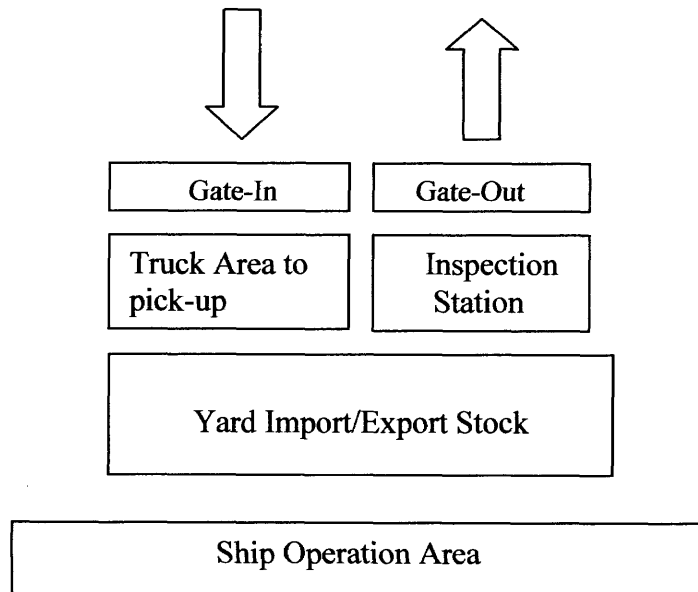 Gate-In
Gate-Out
Truck Area to
pick-up
Inspection
Station
Yard Import/Export Stock
Ship Operation Area